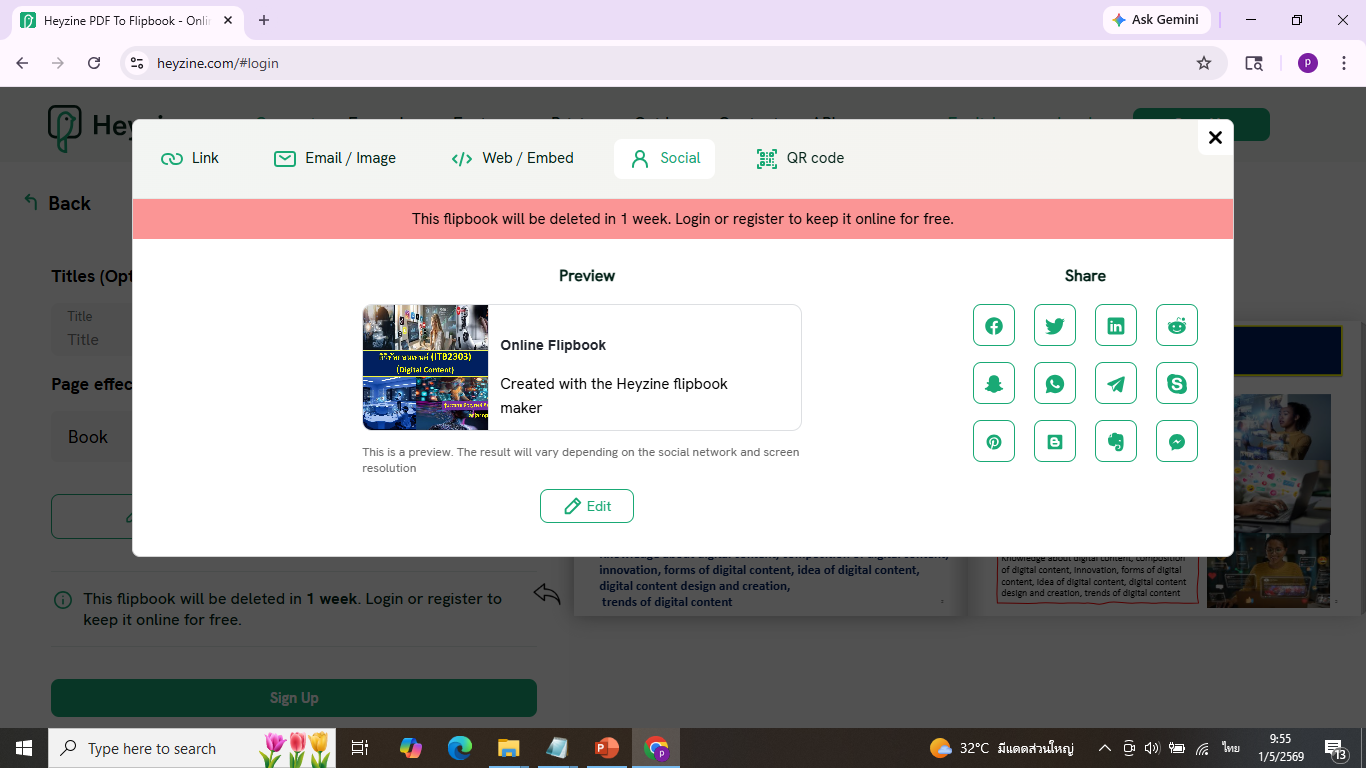 Heyzine PDF To Flipbook - Onli
Ask Gemini
heyzine.com/#login
P
Link
Email / Image
Web / Embed
Social
QR code
Back
This flipbook will be deleted in 1 week. Login or register to keep it online for free.
Titles (Opt
Title
Title
Page effec
Book
Preview
Share
(ITB2303)
(Digital Content)
Online Flipbook
Created with the Heyzine flipbook
maker
This is a preview. The result will vary depending on the social network and screen
resolution
Edit
This flipbook will be deleted in 1 week. Login or register to
keep it online for free.
Sign Up
innovation, forms of digital content, idea of digital content,
digital content design and creation,
trends of digital content
knowledge about digital content, composition
of digital content, Innovation, forms of digital
content, Idea of digital content, digital content
design and creation, trends of digital content
Type here to search
32°C มีแดดส่วนใหญ่
ไทย
9:55
1/5/2569
13